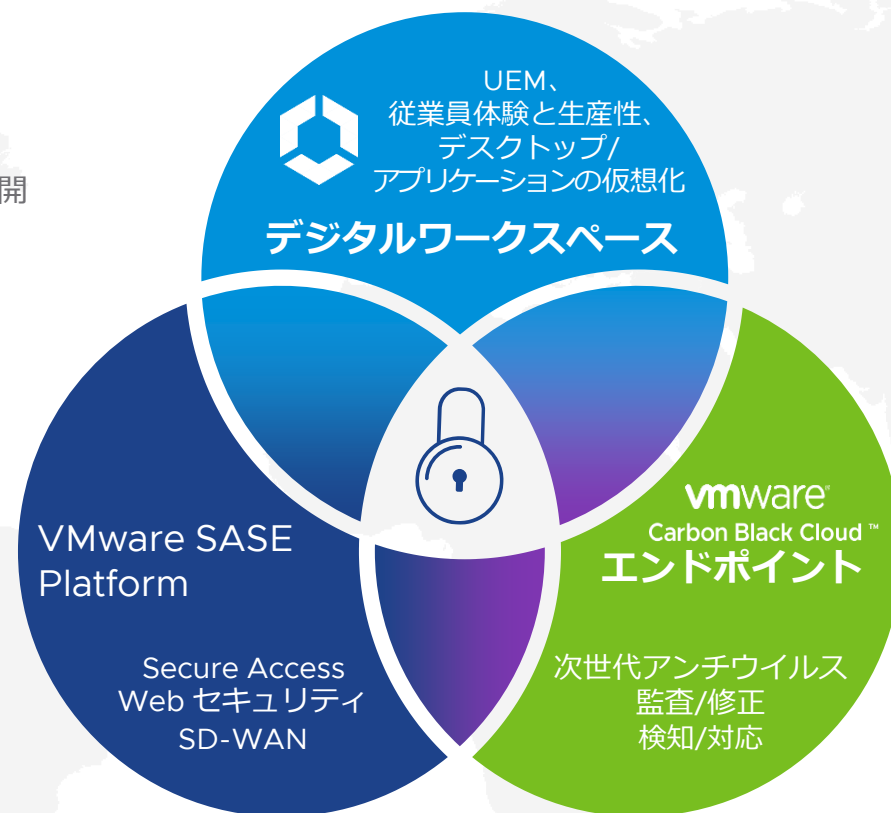 UEM、
従業員体験と生産性、
デスクトップ/
アプリケーションの仮想化
デジタルワークスペース
開
VMware SASE
Platform
Secure Access
Web セキュリティ
SD-WAN
vmware®
Carbon Black Cloud™
エンドポイント
次世代アンチウイルス
監査/修正
検知/対応